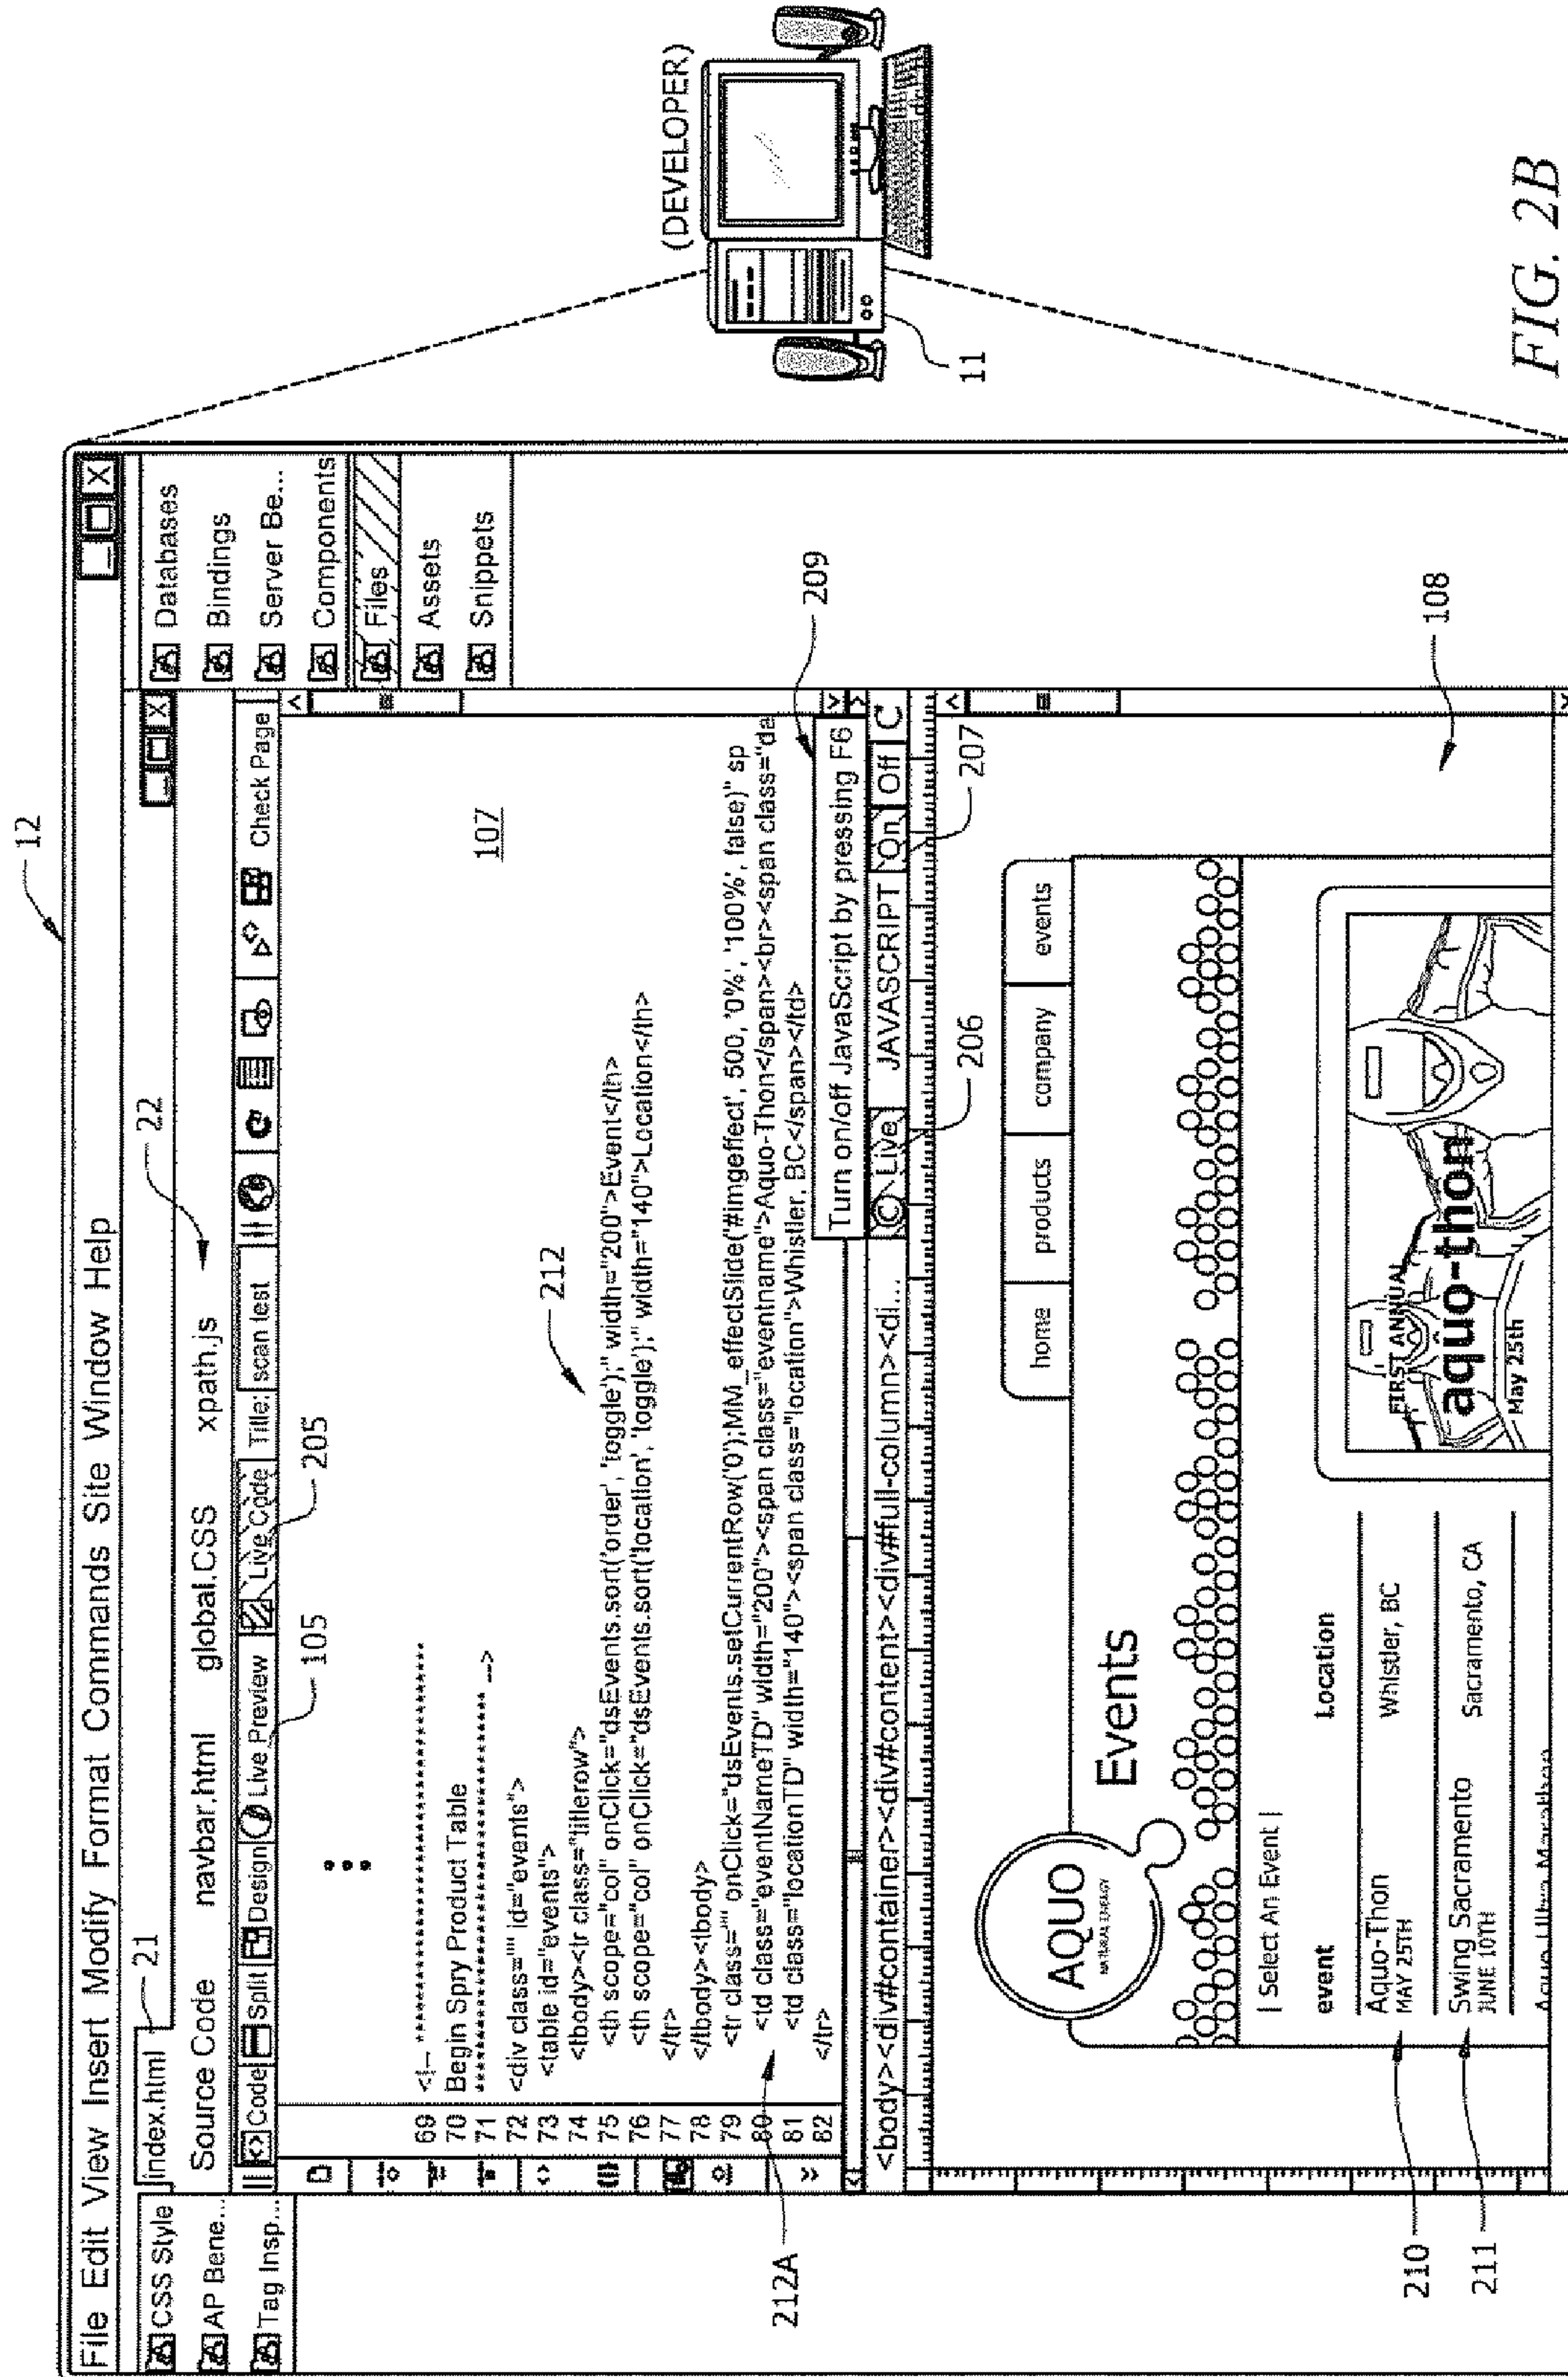 12
File Edit View Insert Modify Format Commands Site Window Help
CSS Style
AP Bene...
Tag Insp...
index.html
21
Source Code navbar.html global.CSS xpath.js
22
Code Split Design Live Preview Live Code Title: scan test Check Page
105
205
Databases
Bindings
Server Be...
Components
Files
Assets
Snippets
107
212
69 <!-- *****************************
70 Begin Spry Product Table
71 ***************************** -->
72 <div class="" id="events">
73 <table id="events">
74 <tbody><tr class="titlerow">
75 <th scope="col" onClick="dsEvents.sort('order', 'toggle');" width="200">Event</th>
76 <th scope="col" onClick="dsEvents.sort('location', 'toggle');" width="140">Location</th>
77 </tr>
78 </tbody><tbody>
79 <tr class="" onClick="dsEvents.setCurrentRow('0');MM_effectSlide('#imgeffect', 500, '0%', '100%', false)" sp
80 <td class="eventNameTD" width="200"><span class="eventname">Aquo-Thon</span><br><span class="da
81 <td class="locationTD" width="140"><span class="location">Whistler, BC</span></td>
82 </tr>
212A
Turn on/off JavaScript by pressing F6
209
<body><div#container><div#content><div#full-column><di... Live JAVASCRIPT On Off
206
207
108
home products company events
AQUO
NATURAL ENERGY
Events
| Select An Event |
event Location
Aquo-Thon Whistler, BC
MAY 25TH
Swing Sacramento Sacramento, CA
JUNE 10TH
Aquo Ultra Marathon
210
211
FIRST ANNUAL
aquo-thon
May 25th
(DEVELOPER)
11
FIG. 2B